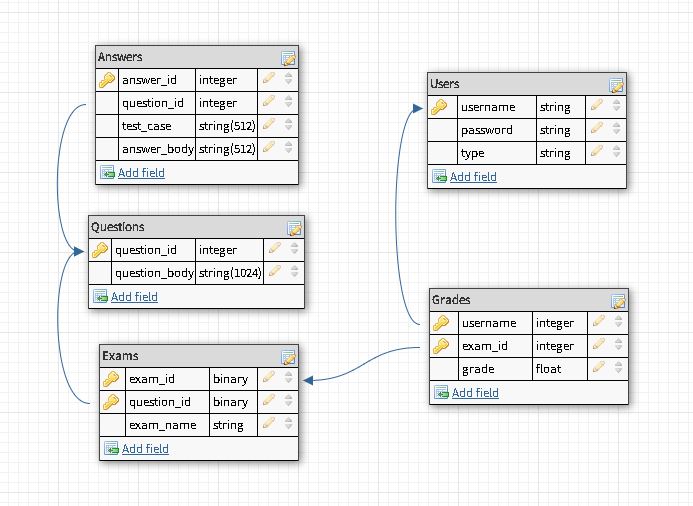 Answers
answer_id integer
question_id integer
test_case string(512)
answer_body string(512)
Add field
Users
username string
password string
type string
Add field
Questions
question_id integer
question_body string(1024)
Add field
Grades
username integer
exam_id integer
grade float
Add field
Exams
exam_id binary
question_id binary
exam_name string
Add field